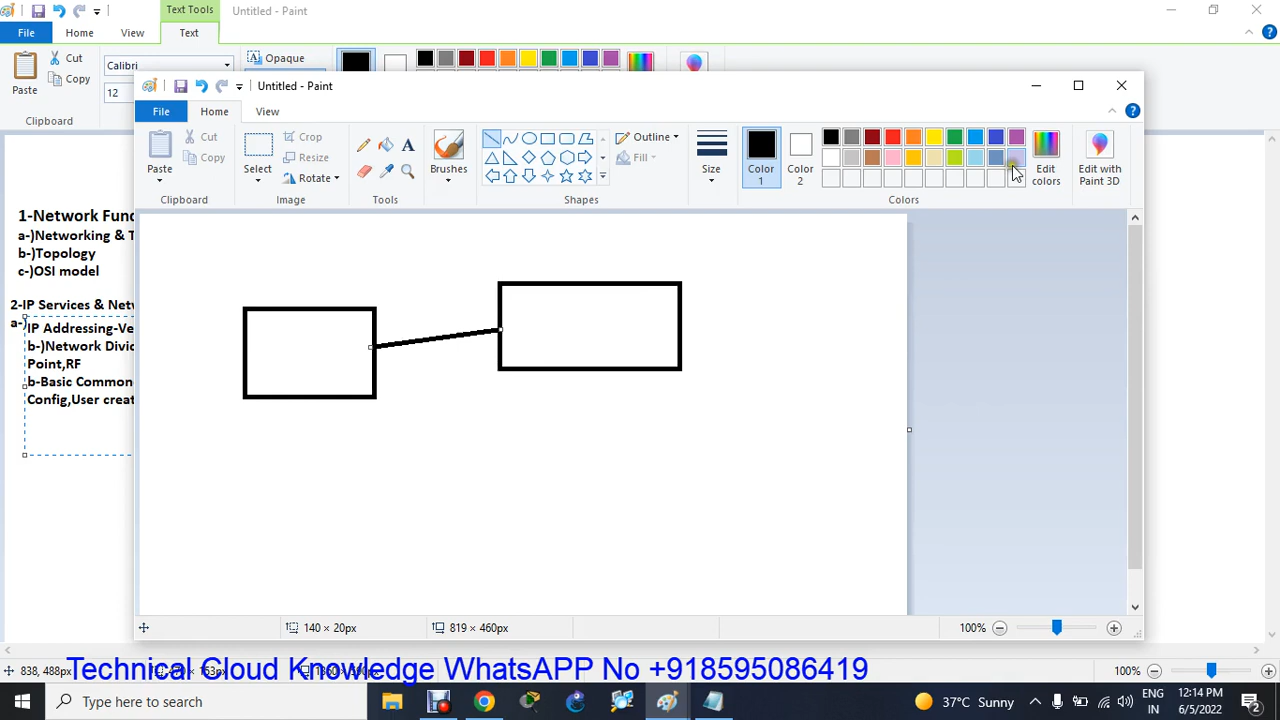 Text Tools
Untitled - Paint
File
Home
View
Text
Paste
Cut
Copy
Clipboard
Calibri
12
Opaque
Untitled - Paint
File
Home
View
Paste
Cut
Copy
Clipboard
Select
Crop
Resize
Rotate
Image
Tools
Brushes
Outline
Fill
Shapes
Size
Color
1
Color
2
Edit
colors
Colors
Edit with
Paint 3D
1-Network Func
a-)Networking & T
b-)Topology
c-)OSI model
2-IP Services & Netw
a-)
IP Addressing-Ve
b-)Network Divic
Point,RF
b-Basic Common
Config,User creat
140 × 20px
819 × 460px
100%
838, 488px
100%
Technical Cloud Knowledge WhatsAPP No +918595086419
Type here to search
37°C Sunny
ENG
IN
12:14 PM
6/5/2022
2